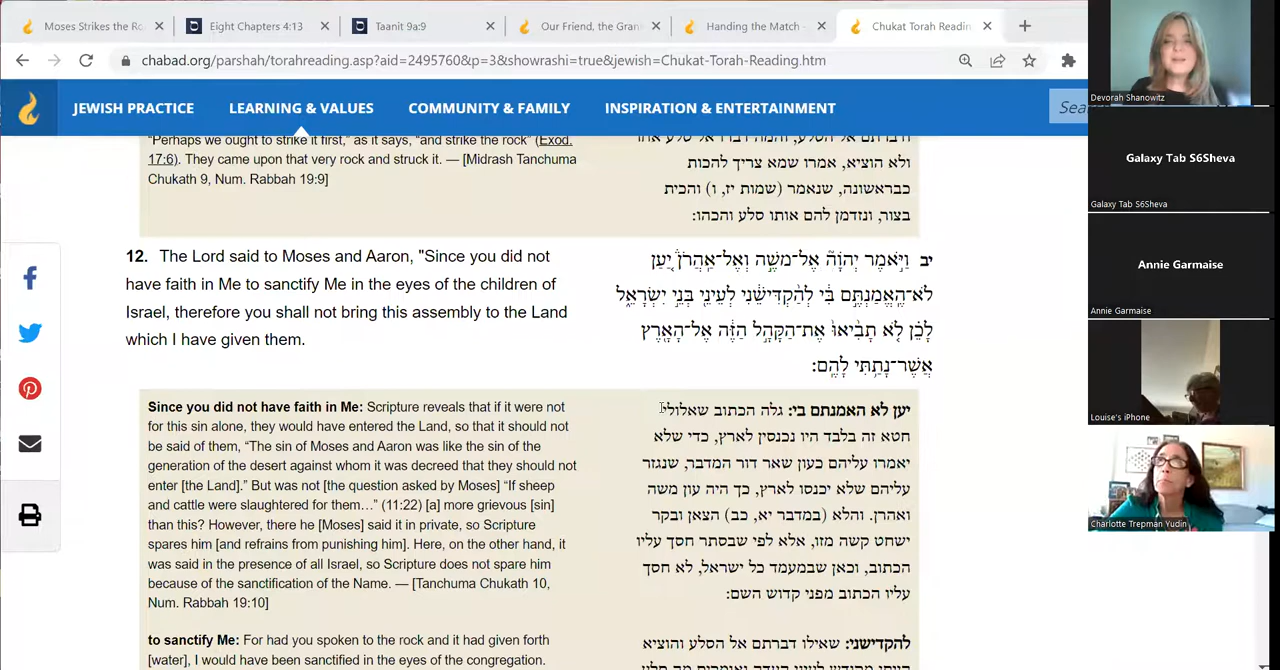 Moses Strikes the Ro
Eight Chapters 4:13
Taanit 9a:9
Our Friend, the Gran
Handing the Match -
Chukat Torah Readin
chabad.org/parshah/torahreading.asp?aid=2495760&p=3&showrashi=true&jewish=Chukat-Torah-Reading.htm
JEWISH PRACTICE
LEARNING & VALUES
COMMUNITY & FAMILY
INSPIRATION & ENTERTAINMENT
Sea
"Perhaps we ought to strike it first," as it says, "and strike the rock" (Exod.
17:6). They came upon that very rock and struck it. — [Midrash Tanchuma
Chukath 9, Num. Rabbah 19:9]
ודברתם אל הסלע, והמה דברו אל סלע אחר
ולא הוציא, אמרו שמא צריך להכות
כבראשונה, שנאמר (שמות יז, ו) והכית
בצור, ונזדמן להם אותו סלע והכהו:
12. The Lord said to Moses and Aaron, "Since you did not
have faith in Me to sanctify Me in the eyes of the children of
Israel, therefore you shall not bring this assembly to the Land
which I have given them.
יב וַיֹּ֣אמֶר יְהֹוָה֘ אֶל־משֶׁ֣ה וְאֶל־אַֽהֲרֹן֒ יַ֚עַן
לֹא־הֶֽאֱמַנְתֶּ֣ם בִּ֔י לְהַ֨קְדִּישֵׁ֔נִי לְעֵינֵ֖י בְּנֵ֣י יִשְׂרָאֵ֑ל
לָכֵ֗ן לֹ֤א תָבִ֨יאוּ֙ אֶת־הַקָּהָ֣ל הַזֶּ֔ה אֶל־הָאָ֖רֶץ
אֲשֶׁר־נָתַ֥תִּי לָהֶֽם:
Since you did not have faith in Me: Scripture reveals that if it were not
for this sin alone, they would have entered the Land, so that it should not
be said of them, "The sin of Moses and Aaron was like the sin of the
generation of the desert against whom it was decreed that they should not
enter [the Land]." But was not [the question asked by Moses] "If sheep
and cattle were slaughtered for them…" (11:22) [a] more grievous [sin]
than this? However, there he [Moses] said it in private, so Scripture
spares him [and refrains from punishing him]. Here, on the other hand, it
was said in the presence of all Israel, so Scripture does not spare him
because of the sanctification of the Name. — [Tanchuma Chukath 10,
Num. Rabbah 19:10]
יען לא האמנתם בי: גלה הכתוב שאלולי
חטא זה בלבד היו נכנסין לארץ, כדי שלא
יאמרו עליהם כעון שאר דור המדבר, שנגזר
עליהם שלא יכנסו לארץ, כך היה עון משה
ואהרן. והלא (במדבר יא, כב) הצאן ובקר
ישחט קשה מזו, אלא לפי שבסתר חסך עליו
הכתוב, וכאן שבמעמד כל ישראל, לא חסך
עליו הכתוב מפני קדוש השם:
to sanctify Me: For had you spoken to the rock and it had given forth
[water], I would have been sanctified in the eyes of the congregation.
להקדישני: שאילו דברתם אל הסלע והוציא
Devorah Shanowitz
Galaxy Tab S6Sheva
Galaxy Tab S6Sheva
Annie Garmaise
Annie Garmaise
Louise's iPhone
Charlotte Trepman Yudin